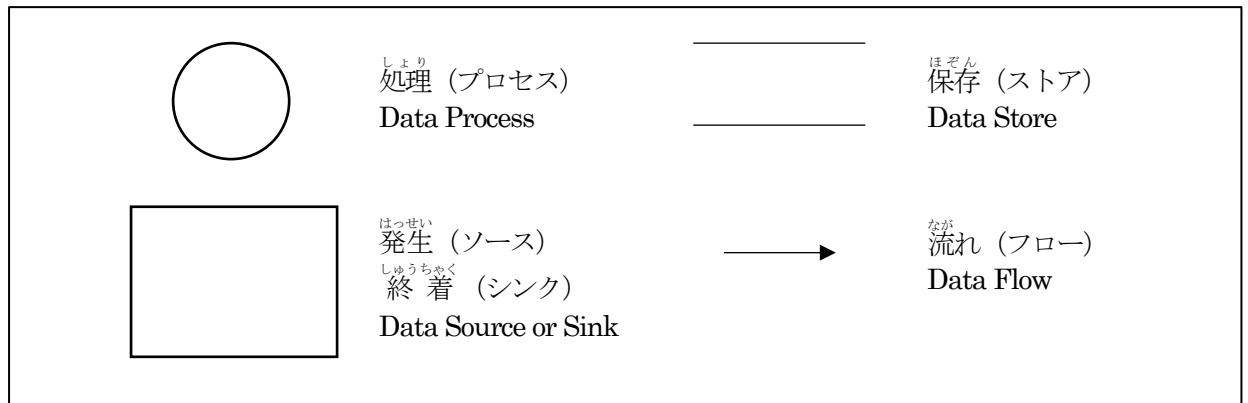 しょり
処理（プロセス）
Data Process
ほぞん
保存（ストア）
Data Store
はっせい
発生（ソース）
しゅうちゃく
終着（シンク）
Data Source or Sink
なが
流れ（フロー）
Data Flow